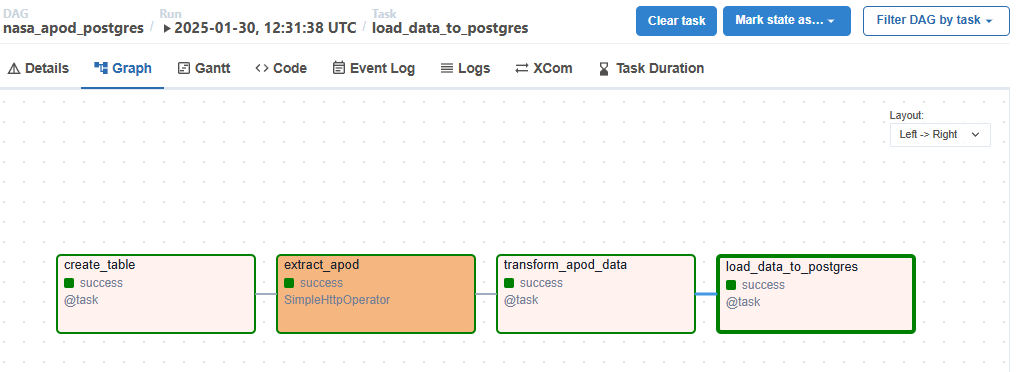 DAG Run Task
nasa_apod_postgres / 2025-01-30, 12:31:38 UTC / load_data_to_postgres
Clear task Mark state as... Filter DAG by task
Details Graph Gantt Code Event Log Logs XCom Task Duration
Layout:
Left -> Right
create_table
success
@task
extract_apod
success
SimpleHttpOperator
transform_apod_data
success
@task
load_data_to_postgres
success
@task